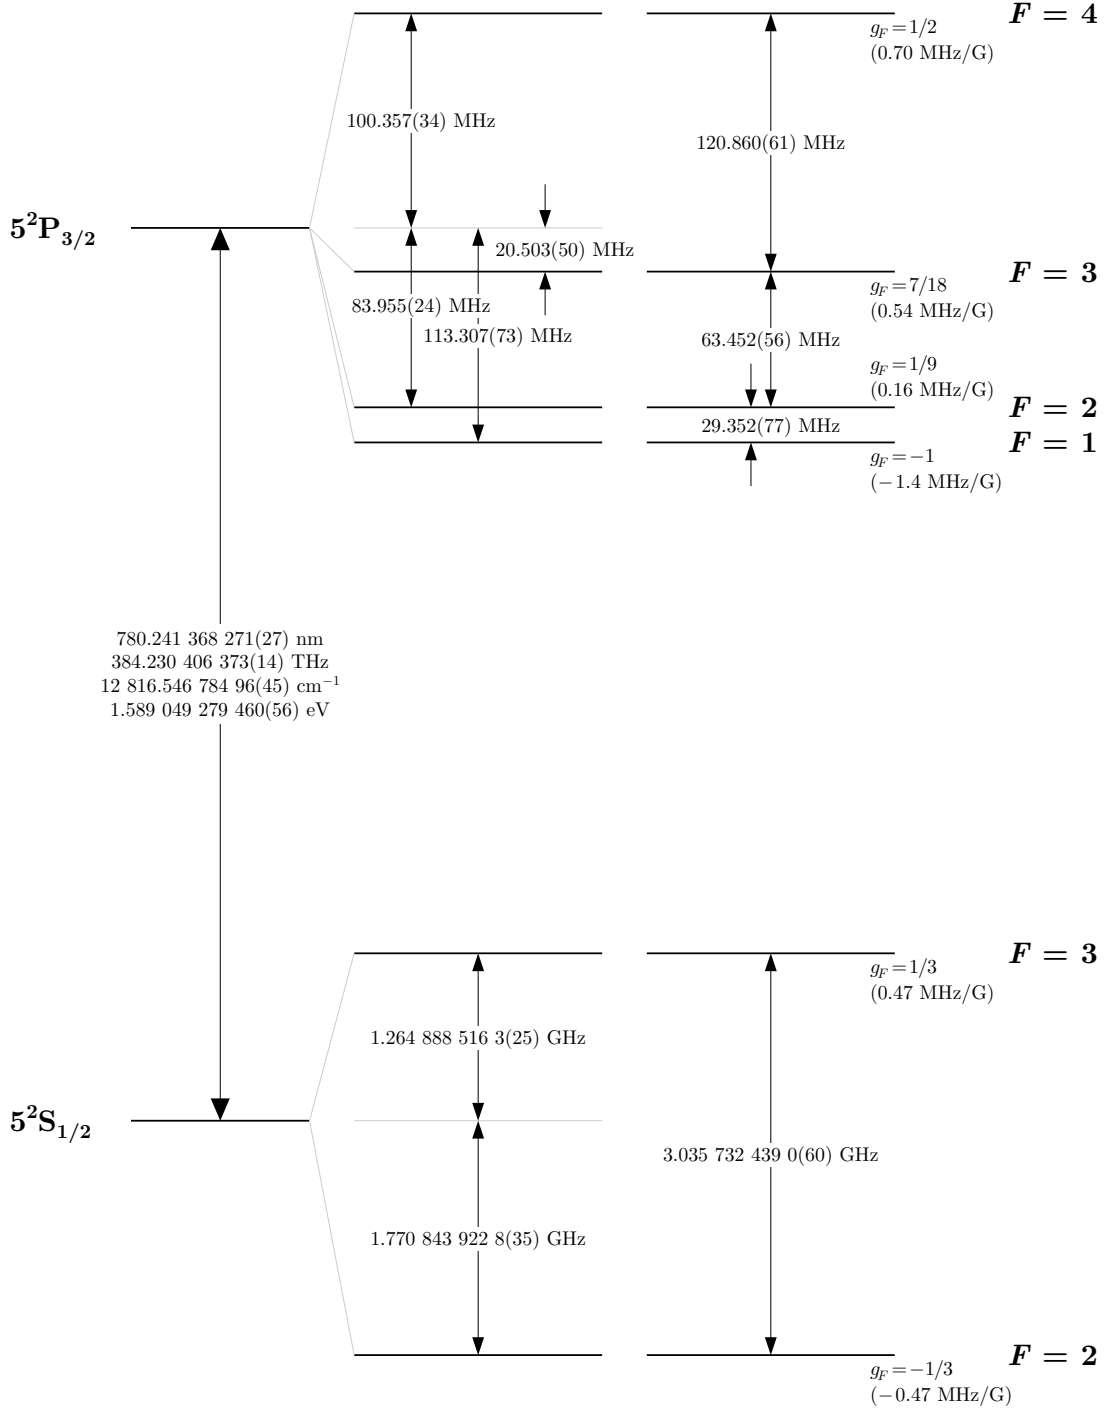 F = 4
g_F = 1/2
(0.70 MHz/G)
100.357(34) MHz
120.860(61) MHz
5²P₃/₂
20.503(50) MHz
F = 3
g_F = 7/18
(0.54 MHz/G)
83.955(24) MHz
113.307(73) MHz
63.452(56) MHz
g_F = 1/9
(0.16 MHz/G)
F = 2
29.352(77) MHz
F = 1
g_F = −1
(−1.4 MHz/G)
780.241 368 271(27) nm
384.230 406 373(14) THz
12 816.546 784 96(45) cm⁻¹
1.589 049 279 460(56) eV
F = 3
g_F = 1/3
(0.47 MHz/G)
1.264 888 516 3(25) GHz
5²S₁/₂
3.035 732 439 0(60) GHz
1.770 843 922 8(35) GHz
F = 2
g_F = −1/3
(−0.47 MHz/G)